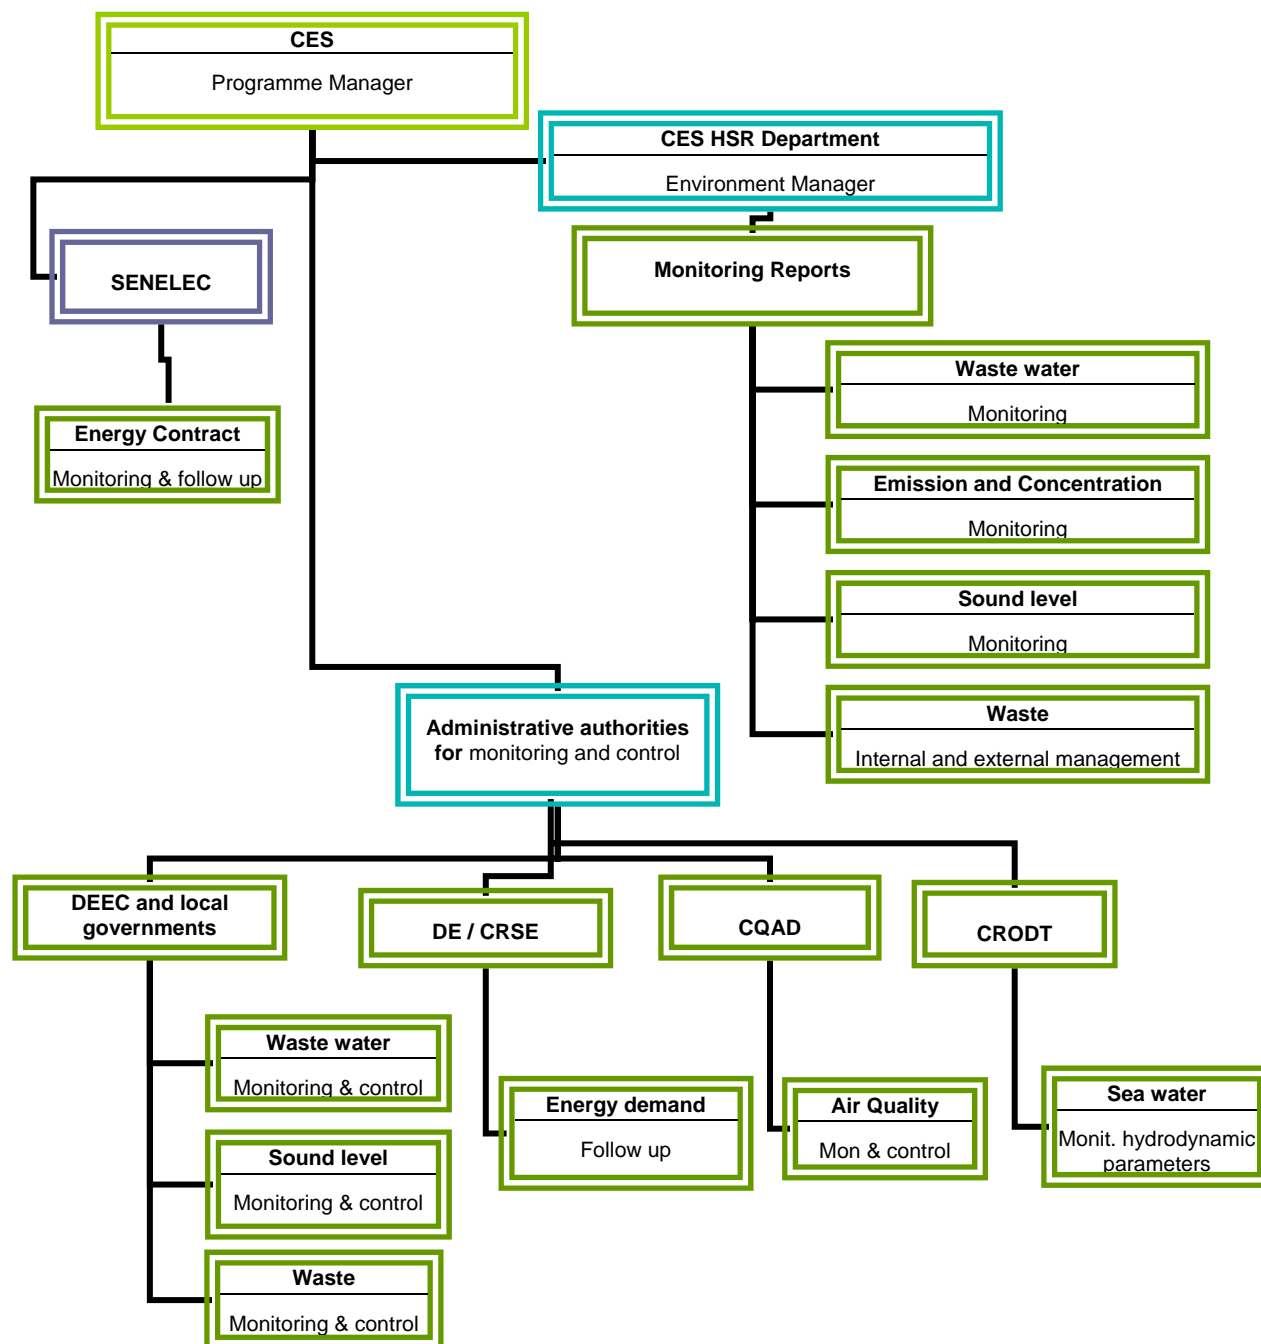 CES
Programme Manager
CES HSR Department
Environment Manager
SENELEC
Monitoring Reports
Energy Contract
Monitoring & follow up
Waste water
Monitoring
Emission and Concentration
Monitoring
Sound level
Monitoring
Waste
Internal and external management
Administrative authorities
for monitoring and control
DEEC and local
governments
DE / CRSE
CQAD
CRODT
Waste water
Monitoring & control
Sound level
Monitoring & control
Waste
Monitoring & control
Energy demand
Follow up
Air Quality
Mon & control
Sea water
Monit. hydrodynamic
parameters